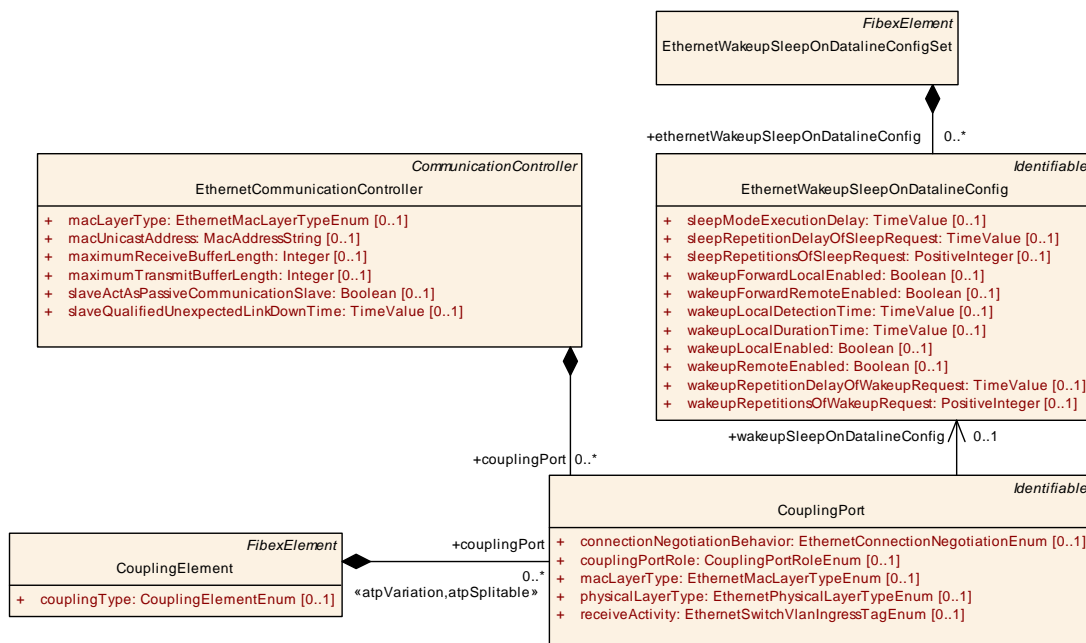 FibexElement
EthernetWakeupSleepOnDatalineConfigSet
+ethernetWakeupSleepOnDatalineConfig 0..*
CommunicationController
EthernetCommunicationController
+ macLayerType: EthernetMacLayerTypeEnum [0..1]
+ macUnicastAddress: MacAddressString [0..1]
+ maximumReceiveBufferLength: Integer [0..1]
+ maximumTransmitBufferLength: Integer [0..1]
+ slaveActAsPassiveCommunicationSlave: Boolean [0..1]
+ slaveQualifiedUnexpectedLinkDownTime: TimeValue [0..1]
Identifiable
EthernetWakeupSleepOnDatalineConfig
+ sleepModeExecutionDelay: TimeValue [0..1]
+ sleepRepetitionDelayOfSleepRequest: TimeValue [0..1]
+ sleepRepetitionsOfSleepRequest: PositiveInteger [0..1]
+ wakeupForwardLocalEnabled: Boolean [0..1]
+ wakeupForwardRemoteEnabled: Boolean [0..1]
+ wakeupLocalDetectionTime: TimeValue [0..1]
+ wakeupLocalDurationTime: TimeValue [0..1]
+ wakeupLocalEnabled: Boolean [0..1]
+ wakeupRemoteEnabled: Boolean [0..1]
+ wakeupRepetitionDelayOfWakeupRequest: TimeValue [0..1]
+ wakeupRepetitionsOfWakeupRequest: PositiveInteger [0..1]
+wakeupSleepOnDatalineConfig 0..1
+couplingPort 0..*
Identifiable
CouplingPort
+ connectionNegotiationBehavior: EthernetConnectionNegotiationEnum [0..1]
+ couplingPortRole: CouplingPortRoleEnum [0..1]
+ macLayerType: EthernetMacLayerTypeEnum [0..1]
+ physicalLayerType: EthernetPhysicalLayerTypeEnum [0..1]
+ receiveActivity: EthernetSwitchVlanIngressTagEnum [0..1]
FibexElement
CouplingElement
+ couplingType: CouplingElementEnum [0..1]
+couplingPort
0..*
«atpVariation,atpSplitable»